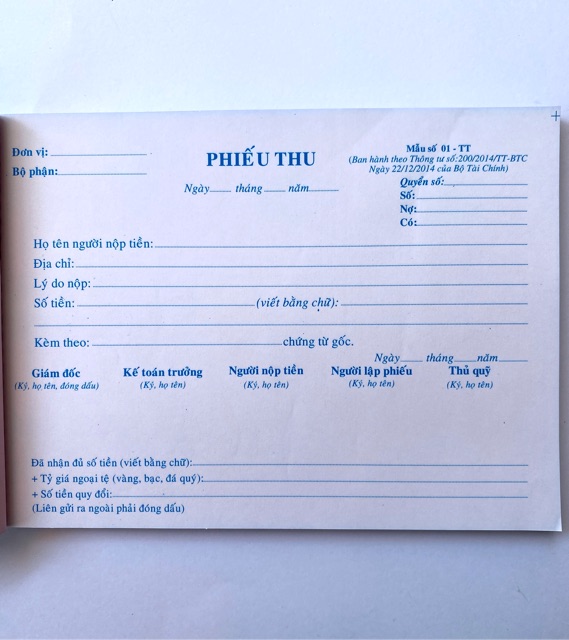 Đơn vị:
PHIẾU THU
Mẫu số 01 - TT
Bộ phận:
(Ban hành theo Thông tư số:200/2014/TT-BTC
Ngày 22/12/2014 của Bộ Tài Chính)
Ngày tháng năm
Quyển số:
Số:
Nợ:
Có:
Họ tên người nộp tiền:
Địa chỉ:
Lý do nộp:
Số tiền: (viết bằng chữ):
Kèm theo: chứng từ gốc.
Ngày tháng năm
Giám đốc Kế toán trưởng Người nộp tiền Người lập phiếu Thủ quỹ
(Ký, họ tên, đóng dấu) (Ký, họ tên) (Ký, họ tên) (Ký, họ tên) (Ký, họ tên)
Đã nhận đủ số tiền (viết bằng chữ):
+ Tỷ giá ngoại tệ (vàng, bạc, đá quý):
+ Số tiền quy đổi:
(Liên gửi ra ngoài phải đóng dấu)